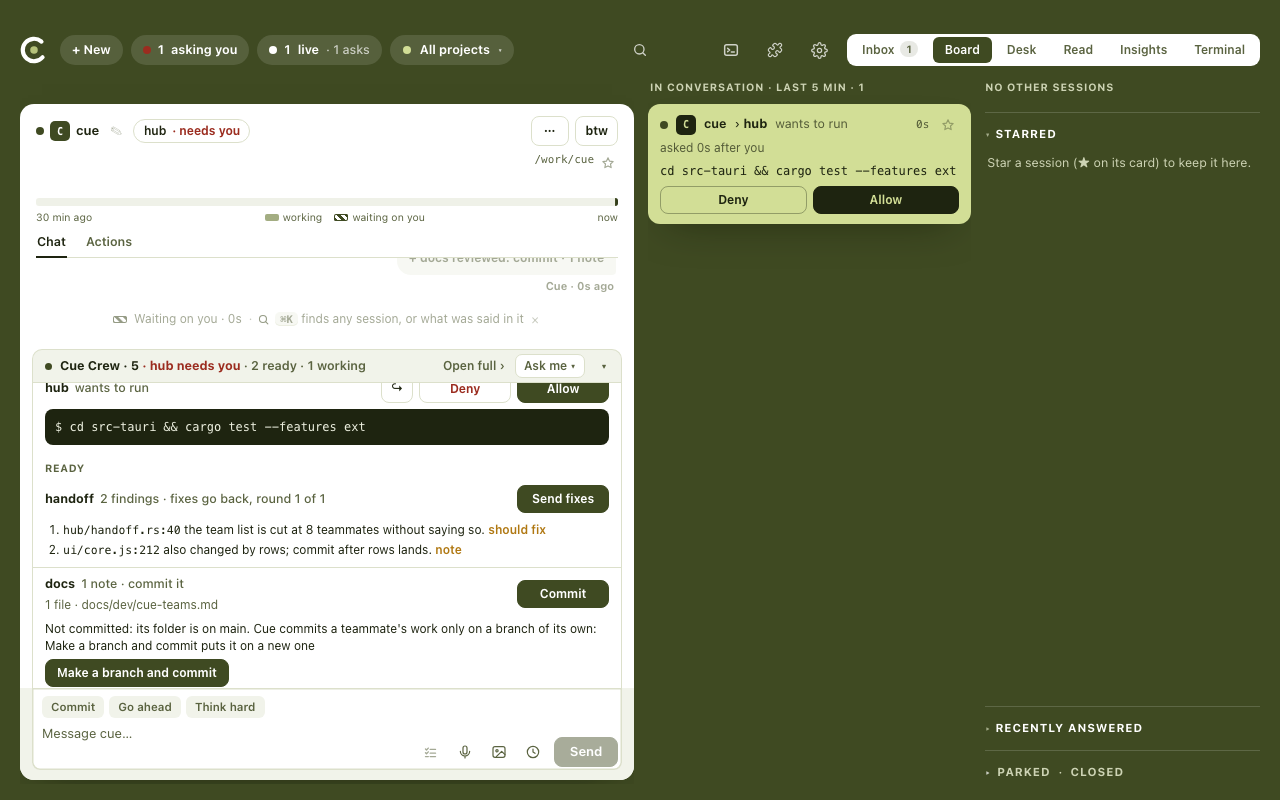 C + New 1 asking you 1 live · 1 asks All projects · Inbox 1 Board Desk Read Insights Terminal
C cue hub · needs you ··· btw
/work/cue
30 min ago working waiting on you now
Chat Actions
+ docs reviewed: commit · 1 note
Cue · 0s ago
Waiting on you · 0s · ⌘K finds any session, or what was said in it ×
Cue Crew · 5 · hub needs you · 2 ready · 1 working Open full › Ask me ▾ ▾
hub wants to run ↪ Deny Allow
$ cd src-tauri && cargo test --features ext
READY
handoff 2 findings · fixes go back, round 1 of 1 Send fixes
1. hub/handoff.rs:40 the team list is cut at 8 teammates without saying so. should fix
2. ui/core.js:212 also changed by rows; commit after rows lands. note
docs 1 note · commit it Commit
1 file · docs/dev/cue-teams.md
Not committed: its folder is on main. Cue commits a teammate's work only on a branch of its own:
Make a branch and commit puts it on a new one
Make a branch and commit
Commit Go ahead Think hard
Message cue...
Send
IN CONVERSATION · LAST 5 MIN · 1
C cue › hub wants to run 0s
asked 0s after you
cd src-tauri && cargo test --features ext
Deny Allow
NO OTHER SESSIONS
STARRED
Star a session (★ on its card) to keep it here.
RECENTLY ANSWERED
PARKED · CLOSED